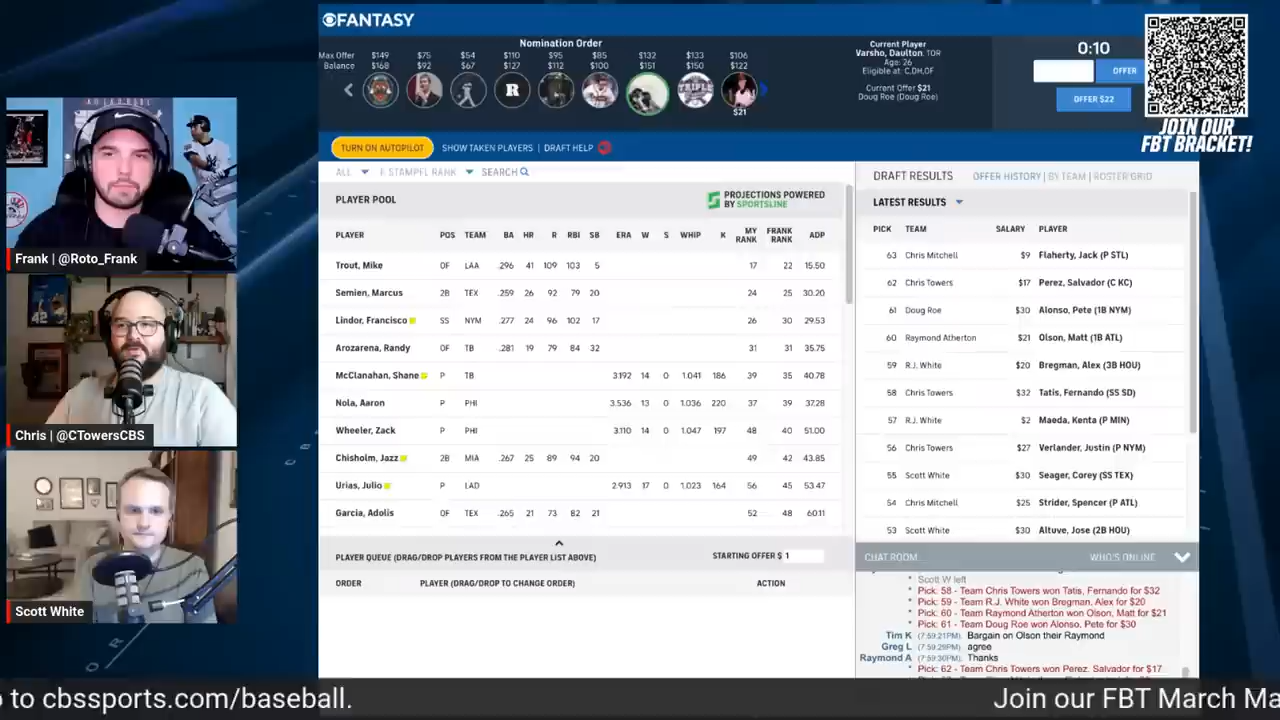 FANTASY
Nomination Order
Max Offer $149 $75 $54 $110 $95 $85 $132 $133 $106
Balance $168 $92 $67 $127 $112 $100 $151 $150 $122
R
TRIPLE
$21
Current Player
Varsho, Daulton, TOR
Age: 26
Eligible at: C,DH,OF
Current Offer $21
Doug Roe (Doug Roe)
0:10
OFFER
OFFER $22
JOIN OUR
FBT BRACKET!
TURN ON AUTOPILOT SHOW TAKEN PLAYERS | DRAFT HELP
ALL F STAMPFL RANK SEARCH
PLAYER POOL
PROJECTIONS POWERED
BY SPORTSLINE
PLAYER POS TEAM BA HR R RBI SB ERA W S WHIP K MY RANK FRANK RANK ADP
Trout, Mike OF LAA .296 41 109 103 5 17 22 15.50
Semien, Marcus 2B TEX .259 26 92 79 20 24 25 30.20
Lindor, Francisco SS NYM .277 24 96 102 17 26 30 29.53
Arozarena, Randy OF TB .281 19 79 84 32 31 31 35.75
McClanahan, Shane P TB 3.192 14 0 1.041 186 39 35 40.78
Nola, Aaron P PHI 3.536 13 0 1.036 220 37 39 37.28
Wheeler, Zack P PHI 3.110 14 0 1.047 197 48 40 51.00
Chisholm, Jazz 2B MIA .267 25 89 94 20 49 42 43.85
Urias, Julio P LAD 2.913 17 0 1.023 164 56 45 53.47
Garcia, Adolis OF TEX .265 21 73 82 21 52 48 60.11
PLAYER QUEUE (DRAG/DROP PLAYERS FROM THE PLAYER LIST ABOVE) STARTING OFFER $ 1
ORDER PLAYER (DRAG/DROP TO CHANGE ORDER) ACTION
DRAFT RESULTS OFFER HISTORY | BY TEAM | ROSTER GRID
LATEST RESULTS
PICK TEAM SALARY PLAYER
63 Chris Mitchell $9 Flaherty, Jack (P STL)
62 Chris Towers $17 Perez, Salvador (C KC)
61 Doug Roe $30 Alonso, Pete (1B NYM)
60 Raymond Atherton $21 Olson, Matt (1B ATL)
59 R.J. White $20 Bregman, Alex (3B HOU)
58 Chris Towers $32 Tatis, Fernando (SS SD)
57 R.J. White $2 Maeda, Kenta (P MIN)
56 Chris Towers $27 Verlander, Justin (P NYM)
55 Scott White $30 Seager, Corey (SS TEX)
54 Chris Mitchell $25 Strider, Spencer (P ATL)
53 Scott White $30 Altuve, Jose (2B HOU)
CHAT ROOM WHO'S ONLINE
* Scott W left
* Pick: 58 - Team Chris Towers won Tatis, Fernando for $32
* Pick: 59 - Team R.J. White won Bregman, Alex for $20
* Pick: 60 - Team Raymond Atherton won Olson, Matt for $21
* Pick: 61 - Team Doug Roe won Alonso, Pete for $30
Tim K (7:59:21PM): Bargain on Olson their Raymond
Greg L (7:59:29PM): agree
Raymond A (7:59:30PM): Thanks
* Pick: 62 - Team Chris Towers won Perez, Salvador for $17
Frank | @Roto_Frank
Chris | @CTowersCBS
Scott White
o to cbssports.com/baseball. Join our FBT March Ma